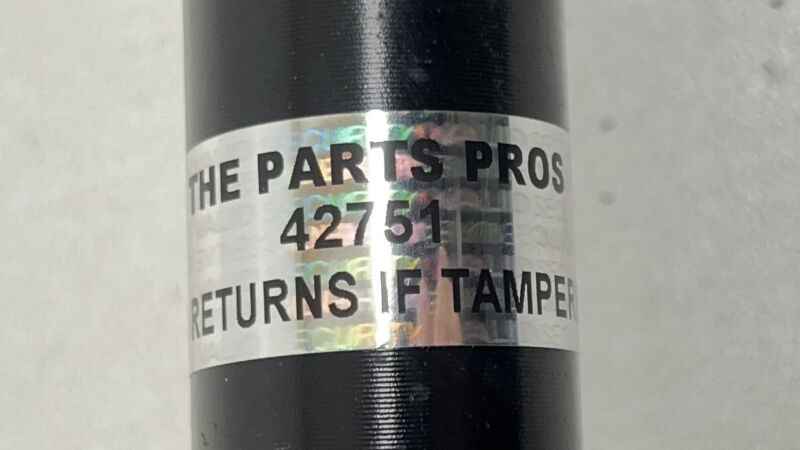 THE PARTS PROS
42751
RETURNS IF TAMPER